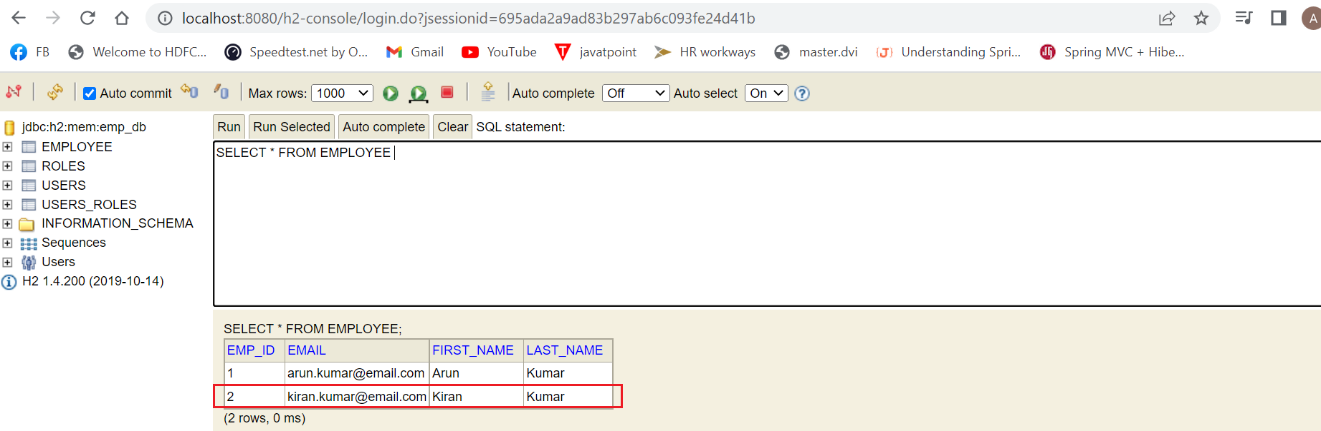 localhost:8080/h2-console/login.do?jsessionid=695ada2a9ad83b297ab6c093fe24d41b
A
FB Welcome to HDFC... Speedtest.net by O... Gmail YouTube javatpoint HR workways master.dvi Understanding Spri... Spring MVC + Hibe...
Auto commit Max rows: 1000 Auto complete Off Auto select On
jdbc:h2:mem:emp_db
EMPLOYEE
ROLES
USERS
USERS_ROLES
INFORMATION_SCHEMA
Sequences
Users
H2 1.4.200 (2019-10-14)
Run Run Selected Auto complete Clear SQL statement:
SELECT * FROM EMPLOYEE
SELECT * FROM EMPLOYEE;
EMP_ID EMAIL FIRST_NAME LAST_NAME
1 arun.kumar@email.com Arun Kumar
2 kiran.kumar@email.com Kiran Kumar
(2 rows, 0 ms)